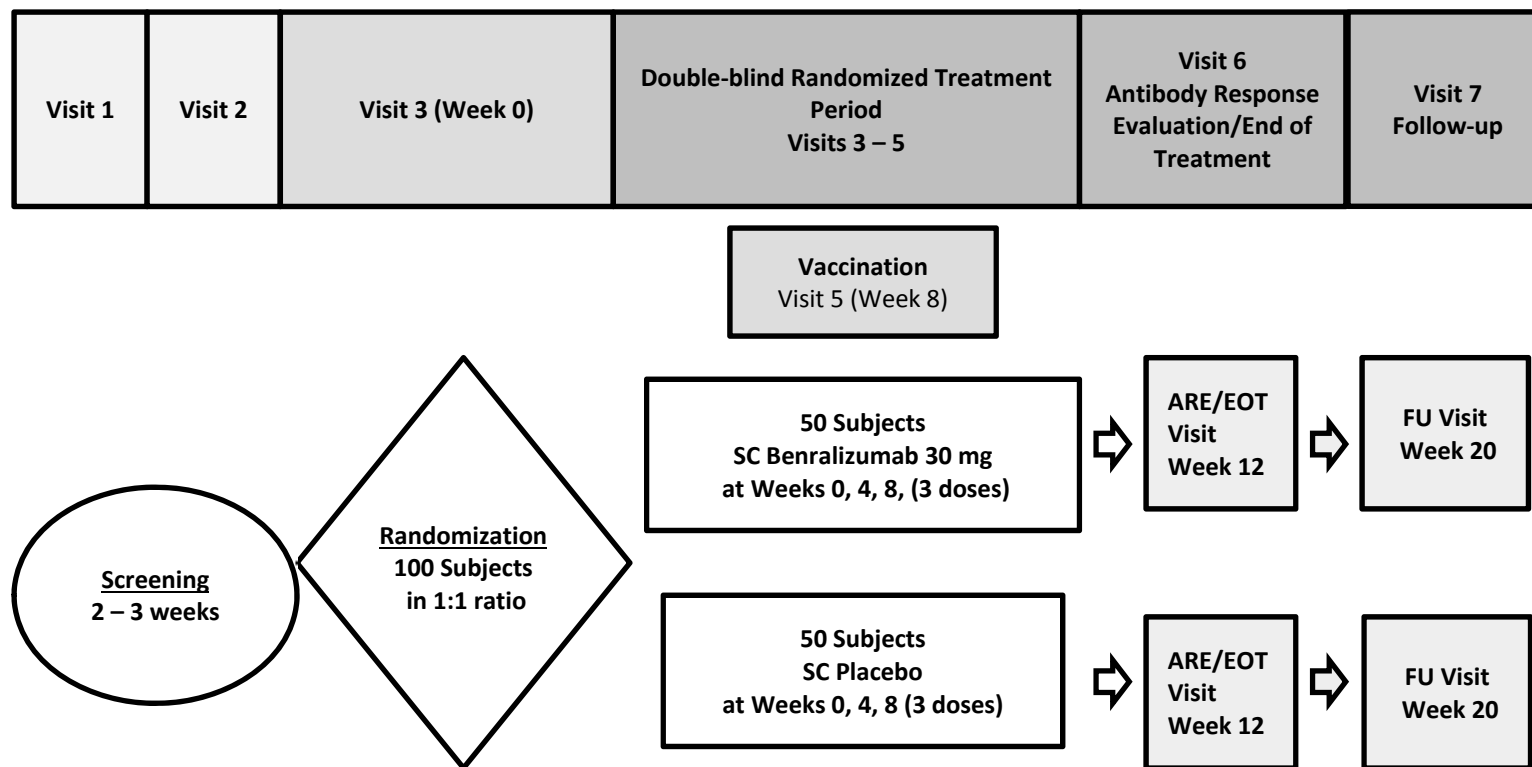 Visit 1
Visit 2
Visit 3 (Week 0)
Double-blind Randomized Treatment
Period
Visits 3 – 5
Visit 6
Antibody Response
Evaluation/End of
Treatment
Visit 7
Follow-up
Vaccination
Visit 5 (Week 8)
Screening
2 – 3 weeks
Randomization
100 Subjects
in 1:1 ratio
50 Subjects
SC Benralizumab 30 mg
at Weeks 0, 4, 8, (3 doses)
ARE/EOT
Visit
Week 12
FU Visit
Week 20
50 Subjects
SC Placebo
at Weeks 0, 4, 8 (3 doses)
ARE/EOT
Visit
Week 12
FU Visit
Week 20